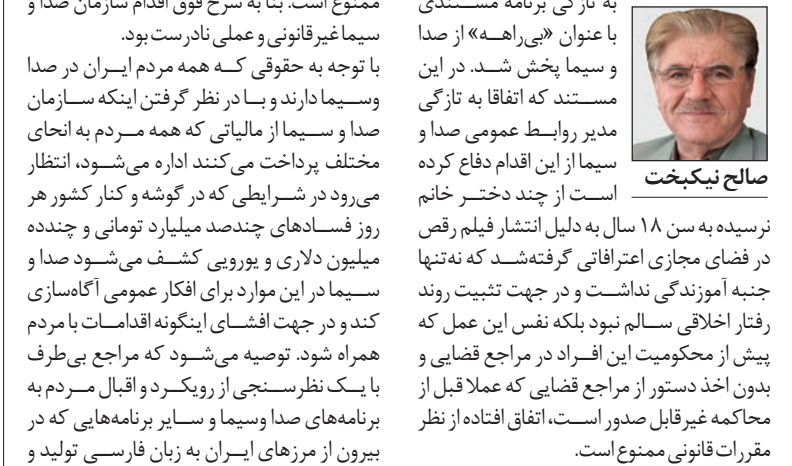 به تازگی برنامه مستندی
با عنوان «بی‌راهه» از صدا
و سیما پخش شد. در این
مستند که اتفاقا به تازگی
مدیر روابط عمومی صدا و
سیما از این اقدام دفاع کرده
است از چند دختر خانم
صالح نیکبخت
نرسیده به سن ۱۸ سال به دلیل انتشار فیلم رقص
در فضای مجازی اعترافاتی گرفته‌شد که نه‌تنها
جنبه آموزندگی نداشت و در جهت تثبیت روند
رفتار اخلاقی سالم نبود بلکه نفس این عمل که
پیش از محکومیت این افراد در مراجع قضایی و
بدون اخذ دستور از مراجع قضایی که عملا قبل از
محاکمه غیرقابل صدور است، اتفاق افتاده از نظر
مقررات قانونی ممنوع است.
ممنوع است. بنا به شرح فوق اقدام سازمان صدا و
سیما غیرقانونی و عملی نادرست بود.
با توجه به حقوقی که همه مردم ایران در صدا
وسیما دارند و با در نظر گرفتن اینکه سازمان
صدا و سیما از مالیاتی که همه مردم به انحای
مختلف پرداخت می‌کنند اداره می‌شود، انتظار
می‌رود در شرایطی که در گوشه و کنار کشور هر
روز فسادهای چندصد میلیارد تومانی و چندده
میلیون دلاری و یورویی کشف می‌شود صدا و
سیما در این موارد برای افکار عمومی آگاه‌سازی
کند و در جهت افشای اینگونه اقدامات با مردم
همراه شود. توصیه می‌شود که مراجع بی‌طرف
با یک نظرسنجی از رویکرد و اقبال مردم به
برنامه‌های صدا وسیما و سایر برنامه‌هایی که در
بیرون از مرزهای ایران به زبان فارسی تولید و